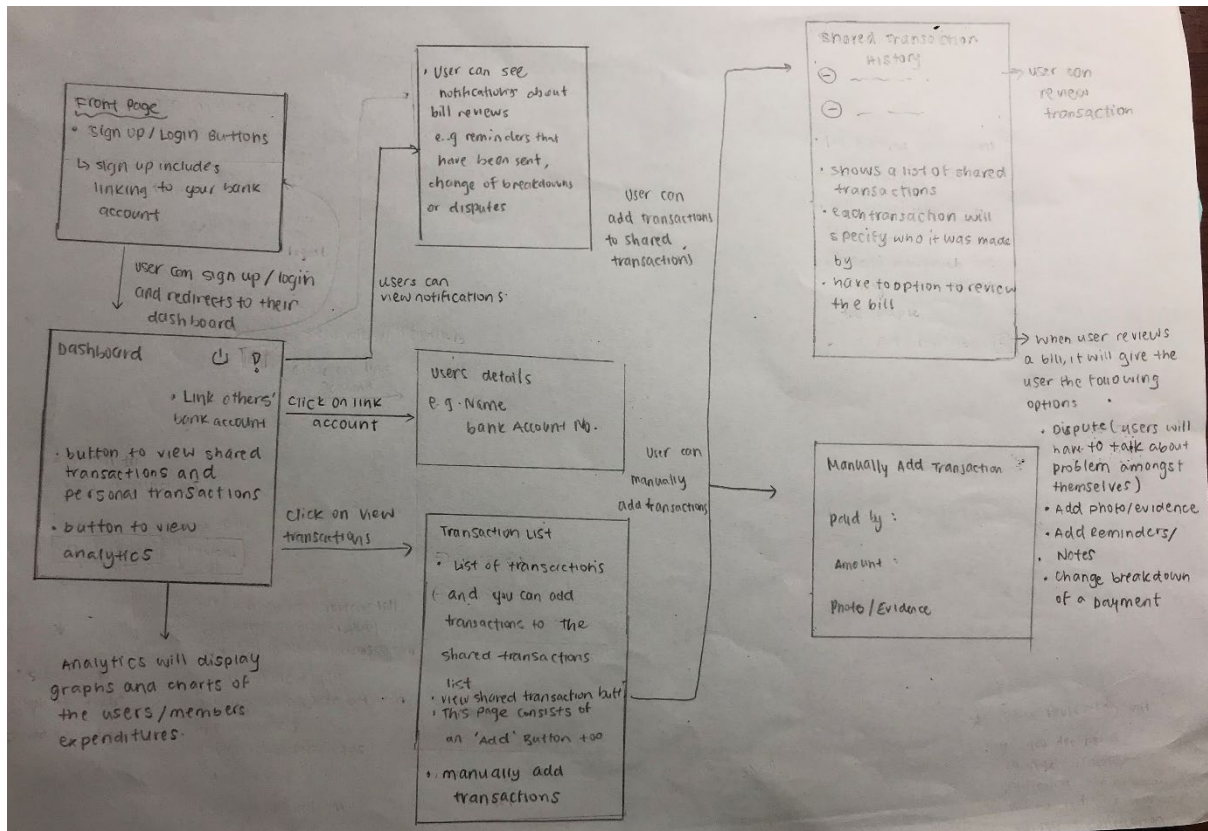 Front Page
• Sign up / Login Buttons
↳ sign up includes
linking to your bank
account
user can sign up / login
and redirects to their
dashboard
Dashboard
• Link others'
bank account
• button to view shared
transactions and
personal transactions
• button to view
analytics
Analytics will display
graphs and charts of
the users/members
expenditures.
• User can see
notifications about
bill reviews
e.g reminders that
have been sent,
change of breakdowns
or disputes
users can
view notifications.
click on link
account
Users details
e.g. Name
bank Account No.
click on view
transactions
Transaction List
• List of transactions
( and you can add
transactions to the
shared transactions
list
• view shared transaction butt
• This page consists of
an 'Add' Button too
• manually add
transactions
User can
add transactions
to shared
transactions
User can
manually
add transactions
Shared Transaction
History
→ user can
review
transaction
• shows a list of shared
transactions
• each transaction will
specify who it was made
by
• have to option to review
the bill
→ when user reviews
a bill, it will give the
user the following
options
• Dispute (users will
have to talk about
problem amongst
themselves)
• Add photo/evidence
• Add Reminders/
Notes
• Change breakdown
of a payment
Manually Add Transaction
paid by :
Amount :
Photo/Evidence